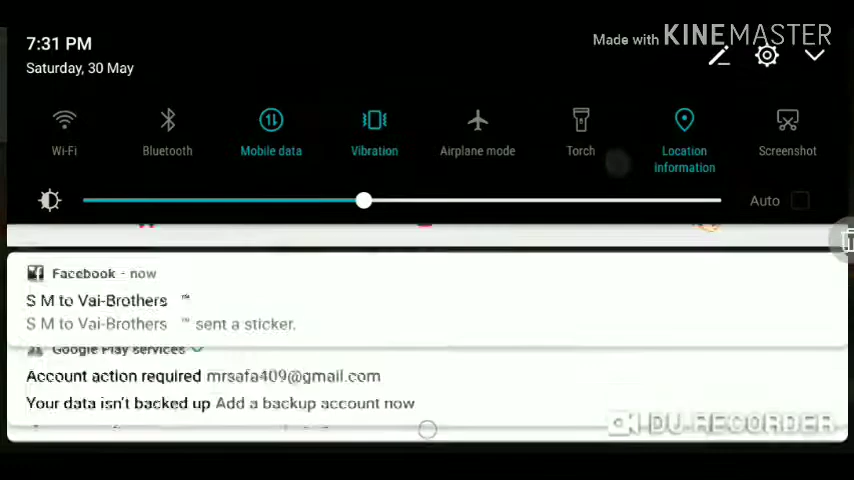 7:31 PM
Made with KINEMASTER
Saturday, 30 May
Wi-Fi
Bluetooth
Mobile data
Vibration
Airplane mode
Torch
Location information
Screenshot
Auto
Facebook - now
S M to Vai-Brothers ™
S M to Vai-Brothers ™ sent a sticker.
Google Play services
Account action required mrsafa409@gmail.com
Your data isn't backed up Add a backup account now
DU RECORDER